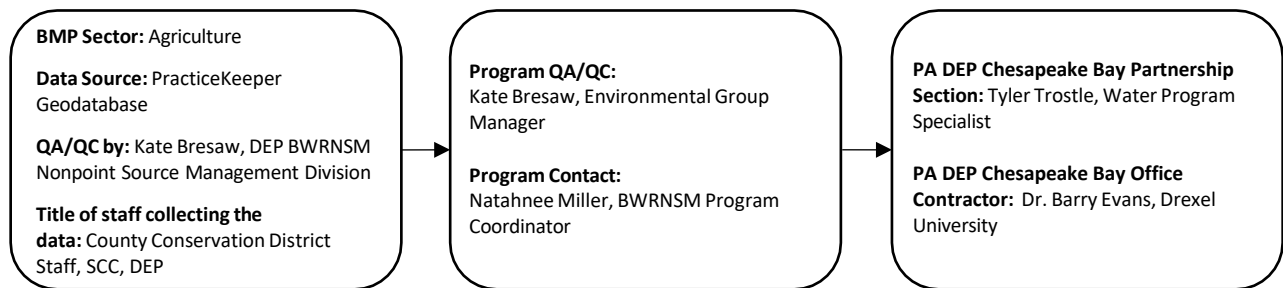 BMP Sector: Agriculture
Data Source: PracticeKeeper
Geodatabase
QA/QC by: Kate Bresaw, DEP BWRNSM
Nonpoint Source Management Division
Title of staff collecting the
data: County Conservation District
Staff, SCC, DEP
Program QA/QC:
Kate Bresaw, Environmental Group
Manager
Program Contact:
Natahnee Miller, BWRNSM Program
Coordinator
PA DEP Chesapeake Bay Partnership
Section: Tyler Trostle, Water Program
Specialist
PA DEP Chesapeake Bay Office
Contractor: Dr. Barry Evans, Drexel
University